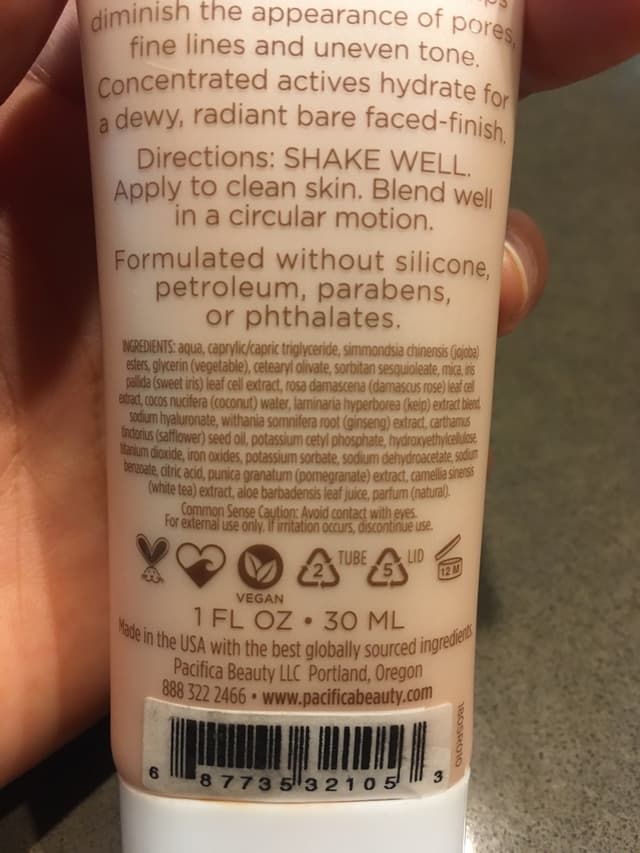 diminish the appearance of pores,
fine lines and uneven tone.
Concentrated actives hydrate for
a dewy, radiant bare faced-finish.
Directions: SHAKE WELL.
Apply to clean skin. Blend well
in a circular motion.
Formulated without silicone,
petroleum, parabens,
or phthalates.
INGREDIENTS: aqua, caprylic/capric triglyceride, simmondsia chinensis (jojoba)
esters, glycerin (vegetable), cetearyl olivate, sorbitan sesquioleate, mica, iris
pallida (sweet iris) leaf cell extract, rosa damascena (damascus rose) leaf cell
extract, cocos nucifera (coconut) water, laminaria hyperborea (kelp) extract blend,
sodium hyaluronate, withania somnifera root (ginseng) extract, carthamus
tinctorius (safflower) seed oil, potassium cetyl phosphate, hydroxyethylcellulose,
titanium dioxide, iron oxides, potassium sorbate, sodium dehydroacetate, sodium
benzoate, citric acid, punica granatum (pomegranate) extract, camellia sinensis
(white tea) extract, aloe barbadensis leaf juice, parfum (natural).
Common Sense Caution: Avoid contact with eyes.
For external use only. If irritation occurs, discontinue use.
2 TUBE 5 LID 12 M
VEGAN
1 FL OZ • 30 ML
Made in the USA with the best globally sourced ingredients
Pacifica Beauty LLC Portland, Oregon
888 322 2466 • www.pacificabeauty.com
6 87735 32105 3